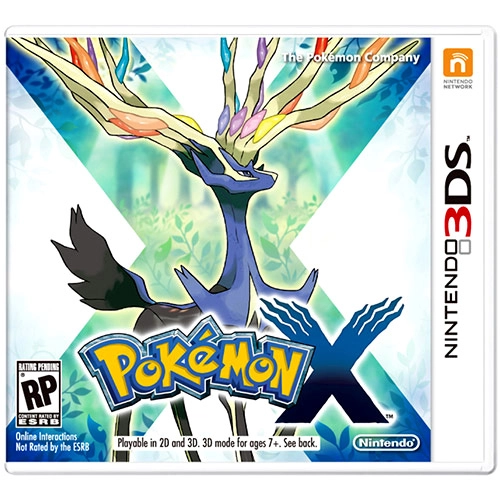 The Pokémon Company
NINTENDO
NETWORK
NINTENDO 3DS
POKéMON X
TM
RATING PENDING
RP
CONTENT RATED BY
ESRB
Online Interactions
Not Rated by the ESRB
Playable in 2D and 3D. 3D mode for ages 7+. See back.
Nintendo